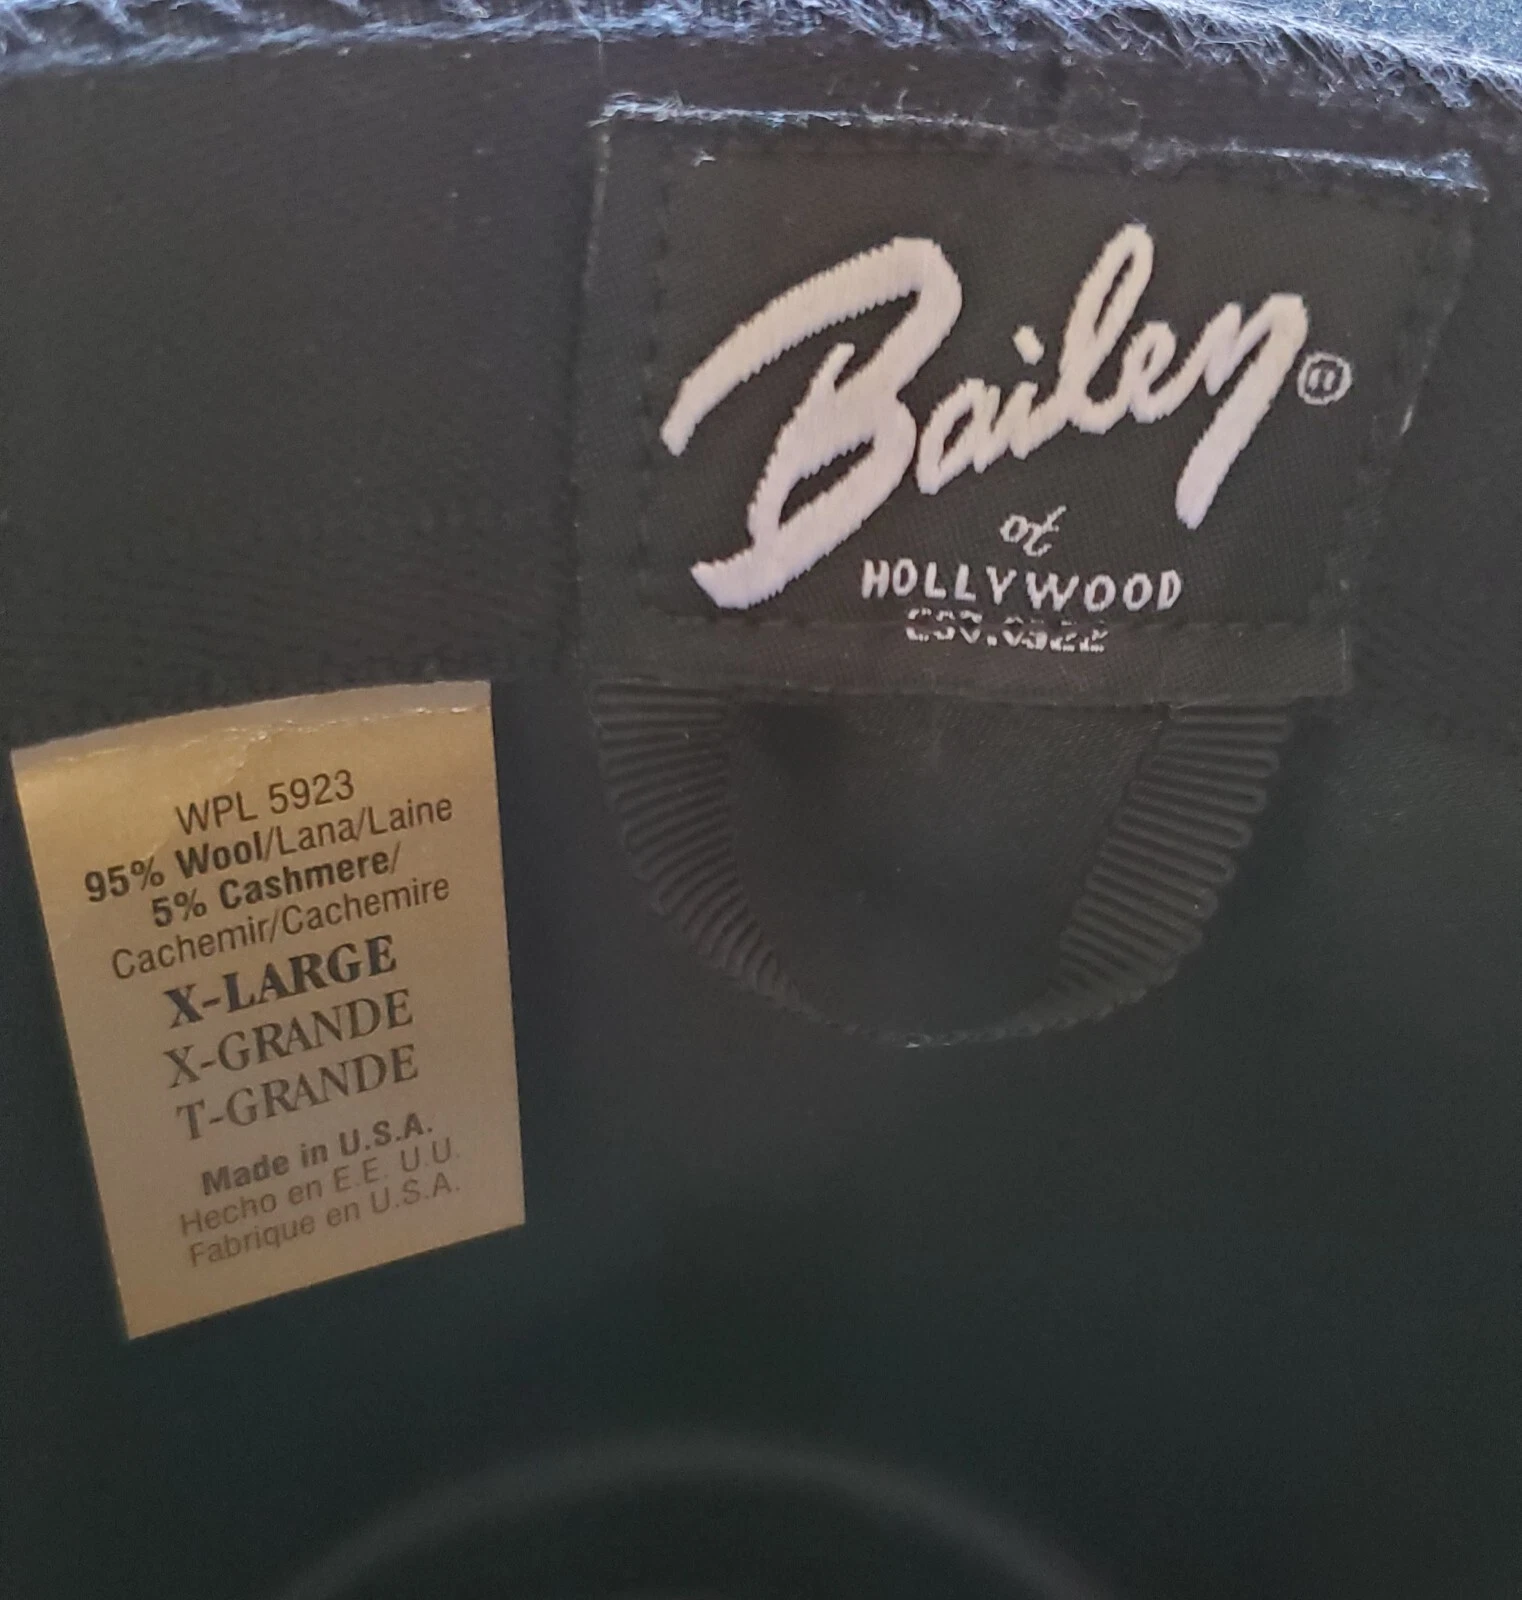 Bailey®
of
HOLLYWOOD
WPL 5923
95% Wool/Lana/Laine
5% Cashmere/
Cachemir/Cachemire
X-LARGE
X-GRANDE
T-GRANDE
Made in U.S.A.
Hecho en E.E. U.U.
Fabrique en U.S.A.